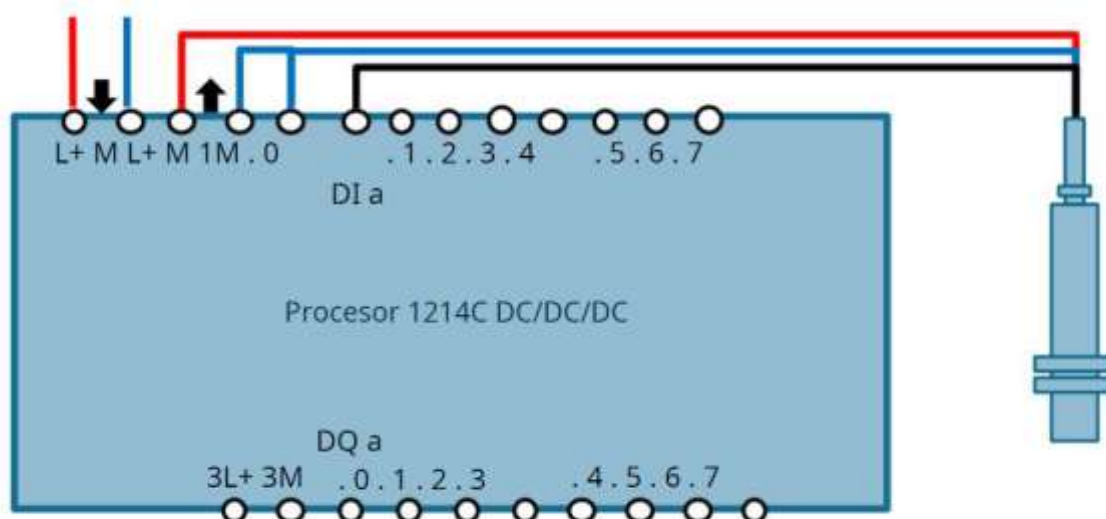 L+ M L+ M 1M . 0 . 1 . 2 . 3 . 4 . 5 . 6 . 7
DI a
Procesor 1214C DC/DC/DC
DQ a
3L+ 3M . 0 . 1 . 2 . 3 . 4 . 5 . 6 . 7